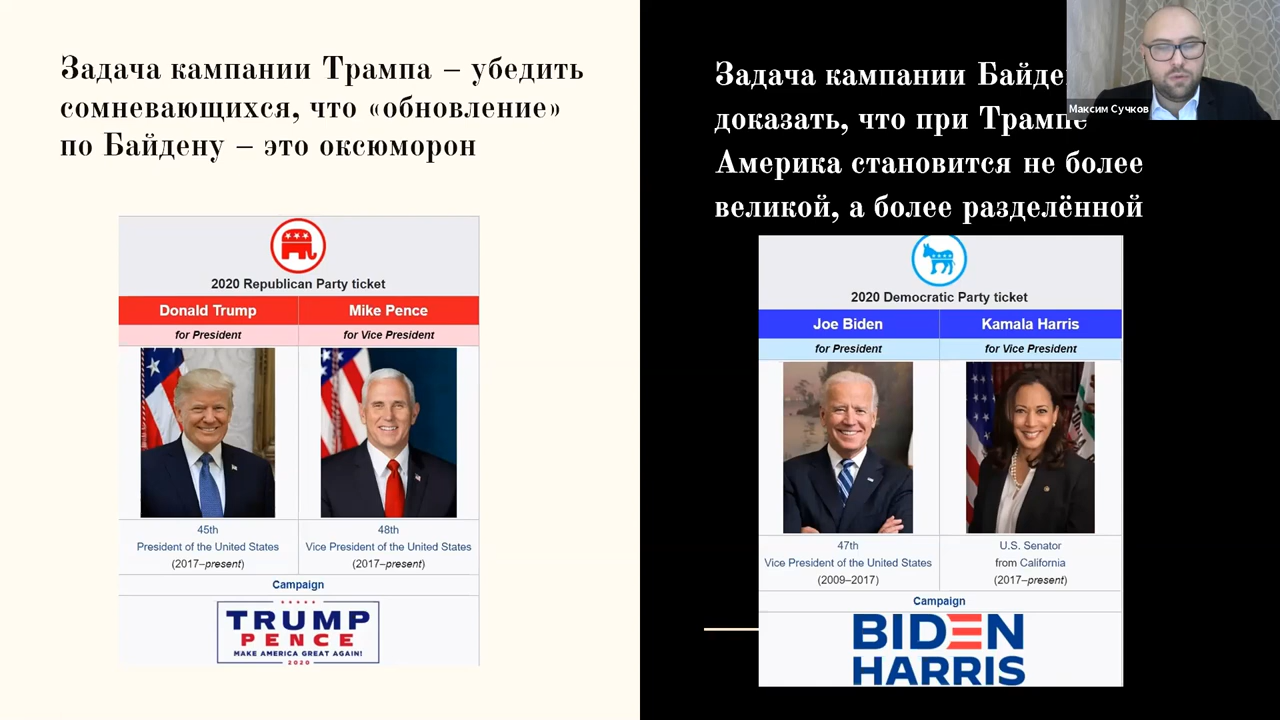 Задача кампании Трампа – убедить
сомневающихся, что «обновление»
по Байдену – это оксюморон
2020 Republican Party ticket
Donald Trump
Mike Pence
for President
for Vice President
45th
President of the United States
(2017–present)
48th
Vice President of the United States
(2017–present)
Campaign
TRUMP
PENCE
MAKE AMERICA GREAT AGAIN!
2020
Задача кампании
доказать, что при Трампе
Америка становится не более
великой, а более разделённой
Максим Сучков
2020 Democratic Party ticket
Joe Biden
Kamala Harris
for President
for Vice President
47th
Vice President of the United States
(2009–2017)
U.S. Senator
from California
(2017–present)
Campaign
BIDEN
HARRIS